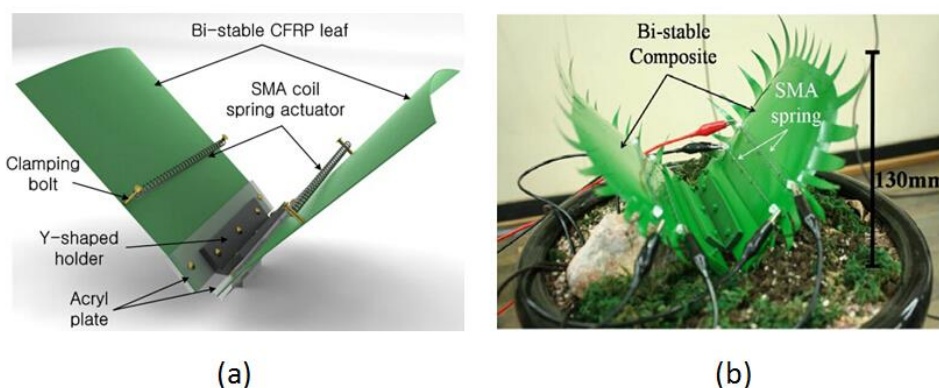 Bi-stable CFRP leaf
SMA coil
spring actuator
Clamping
bolt
Y-shaped
holder
Acryl
plate
(a)
Bi-stable
Composite
SMA
spring
130mm
(b)